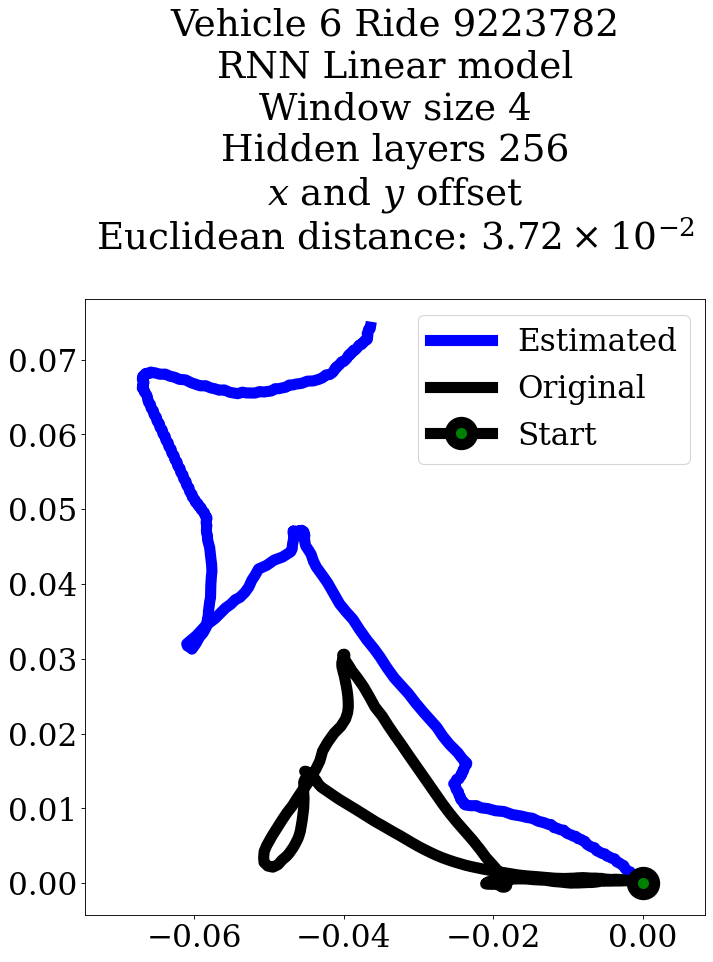 Vehicle 6 Ride 9223782
RNN Linear model
Window size 4
Hidden layers 256
x and y offset
Euclidean distance: 3.72 × 10⁻²
Estimated
Original
Start
0.07
0.06
0.05
0.04
0.03
0.02
0.01
0.00
−0.06 −0.04 −0.02 0.00